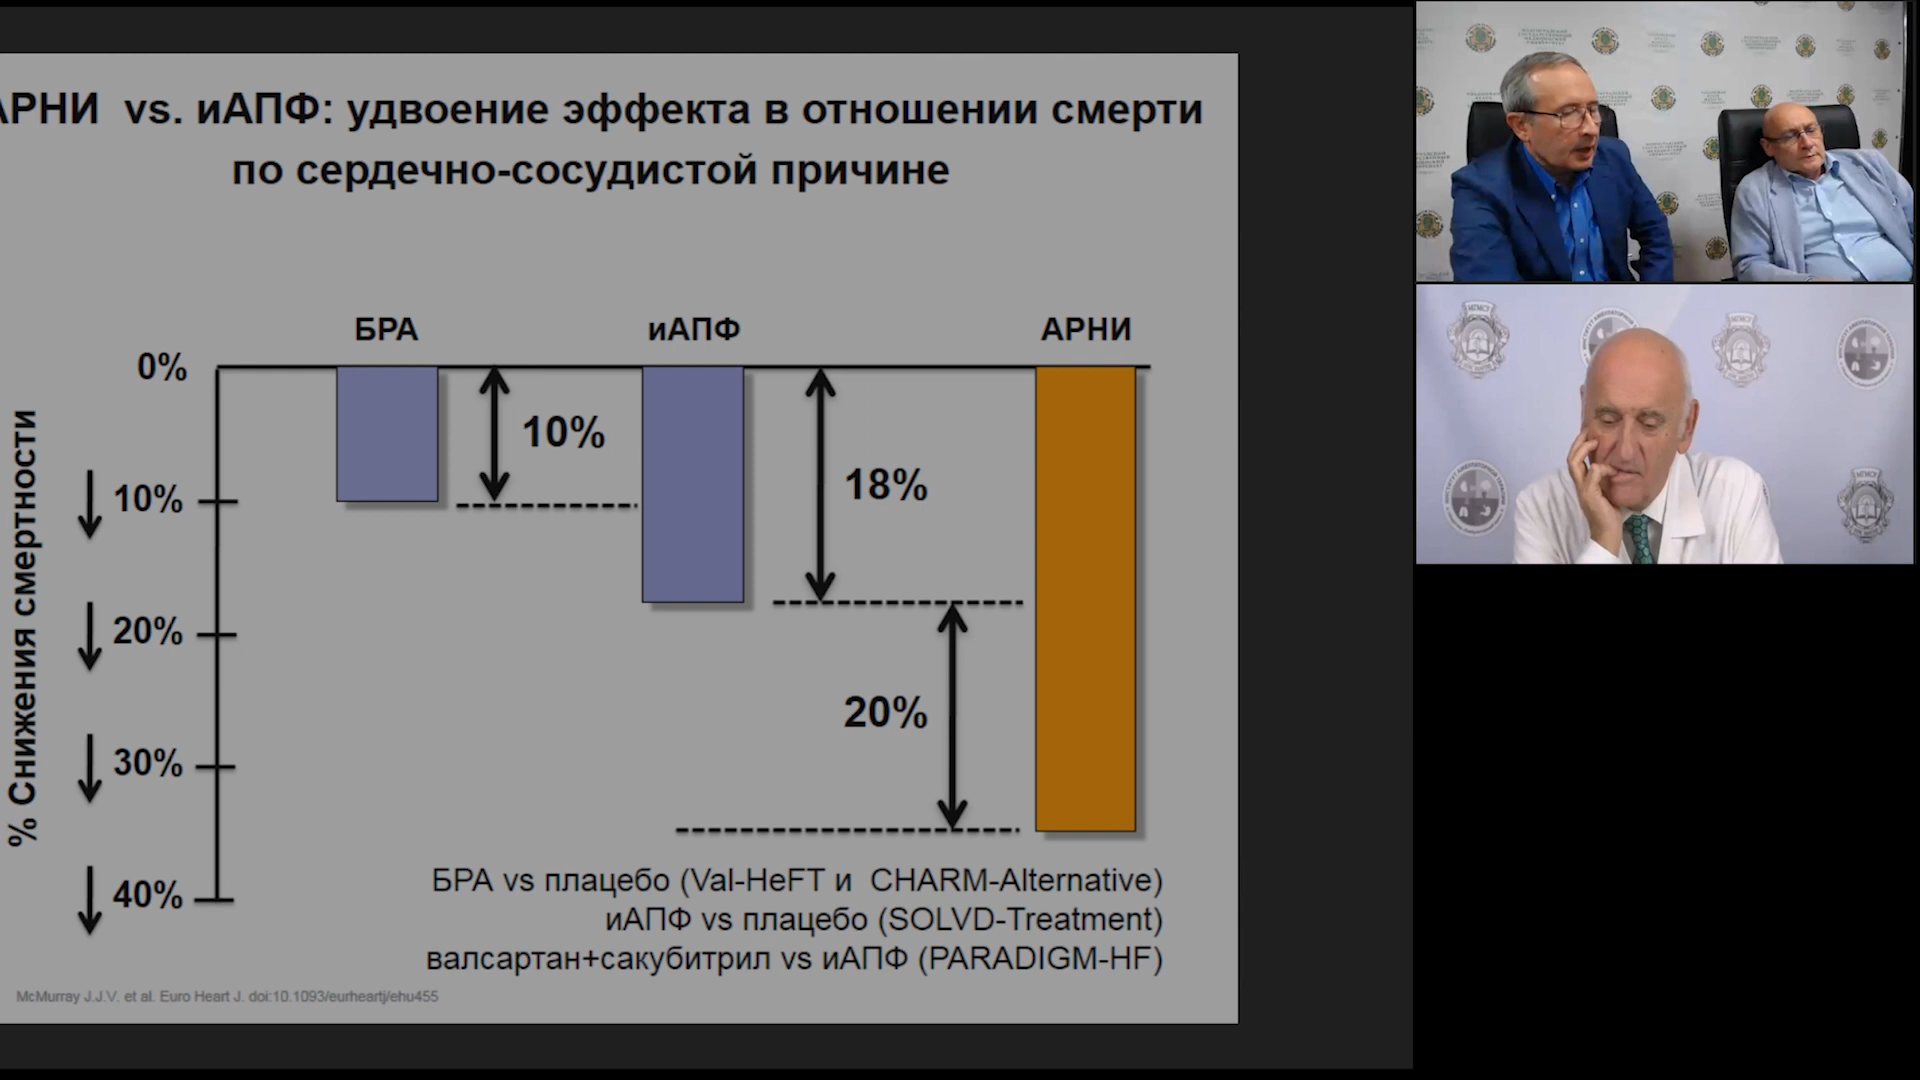 АРНИ vs. иАПФ: удвоение эффекта в отношении смерти
по сердечно-сосудистой причине
БРА
иАПФ
АРНИ
0%
10%
20%
30%
40%
% Снижения смертности
10%
18%
20%
БРА vs плацебо (Val-HeFT и CHARM-Alternative)
иАПФ vs плацебо (SOLVD-Treatment)
валсартан+сакубитрил vs иАПФ (PARADIGM-HF)
McMurray J.J.V. et al. Euro Heart J. doi:10.1093/eurheartj/ehu455